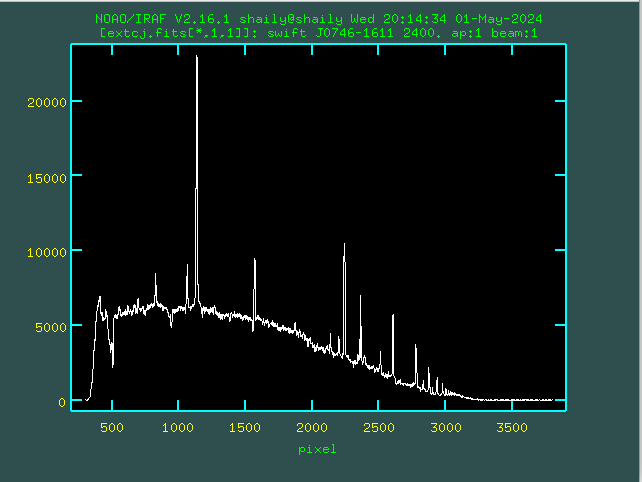 NOAO/IRAF V2.16.1 shaily@shaily Wed 20:14:34 01-May-2024
[extcj.fits[*,1,1]]: swift J0746-1611 2400. ap:1 beam:1
20000
15000
10000
5000
0
500 1000 1500 2000 2500 3000 3500
pixel